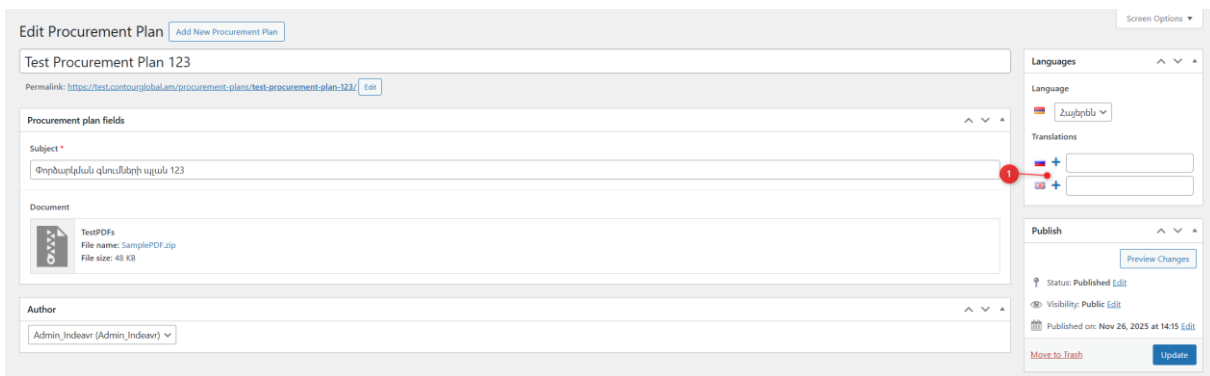 Screen Options ▼
Edit Procurement Plan Add New Procurement Plan
Test Procurement Plan 123
Permalink: https://test.contourglobal.am/procurement-plans/test-procurement-plan-123/ Edit
Procurement plan fields
Subject *
Փորձարկման գնումների պլան 123
Document
TestPDFs
File name: SamplePDF.zip
File size: 48 KB
Author
Admin_Indeavr (Admin_Indeavr)
Languages
Language
Հայերեն
Translations
1
Publish
Preview Changes
Status: Published Edit
Visibility: Public Edit
Published on: Nov 26, 2025 at 14:15 Edit
Move to Trash Update